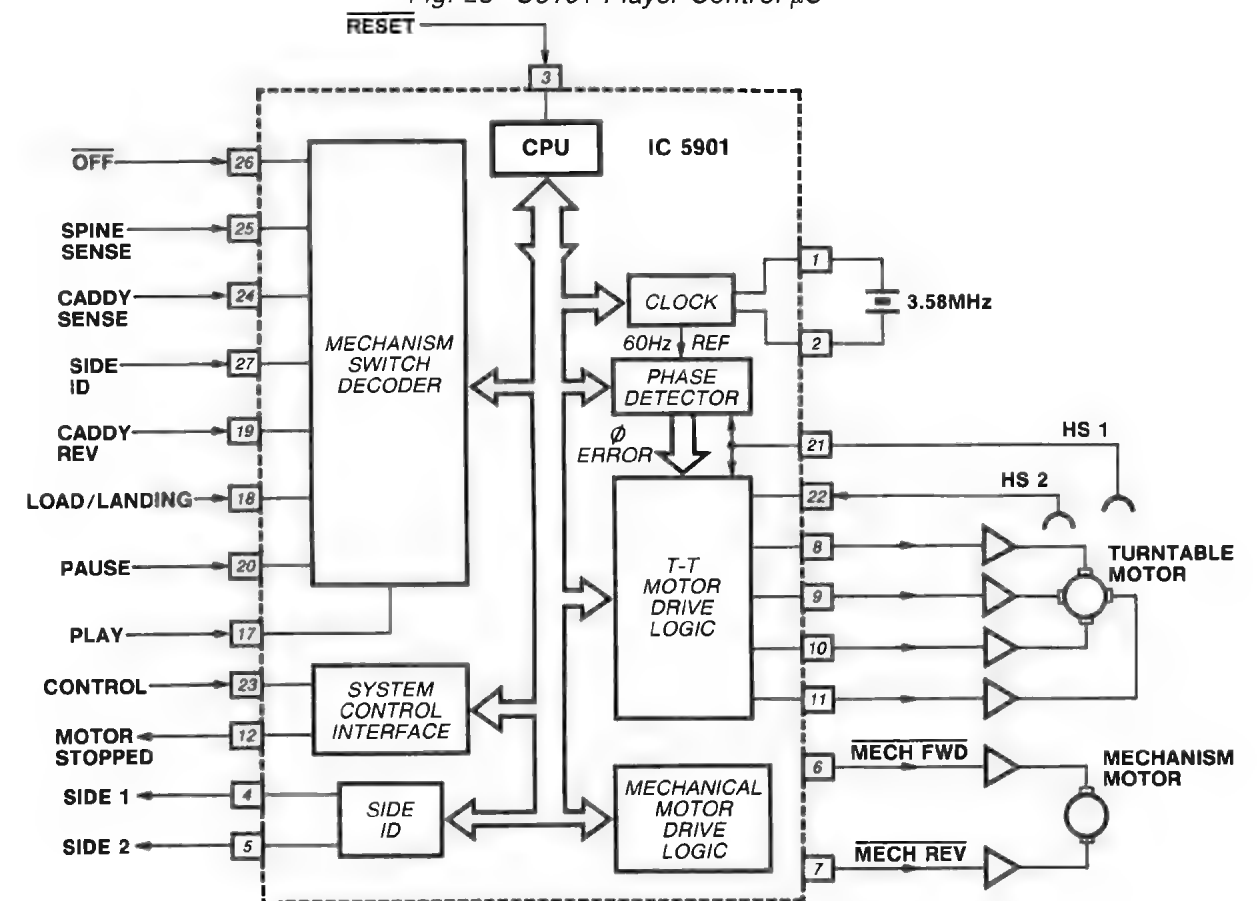 Fig. Player Control µC
RESET
3
CPU
IC 5901
OFF
26
SPINE
SENSE
25
CADDY
SENSE
24
SIDE
ID
27
CADDY
REV
19
LOAD/LANDING
18
PAUSE
20
PLAY
17
CONTROL
23
MOTOR
STOPPED
12
SIDE 1
4
SIDE 2
5
MECHANISM
SWITCH
DECODER
SYSTEM
CONTROL
INTERFACE
SIDE
ID
CLOCK
60Hz REF
PHASE
DETECTOR
Ø
ERROR
T-T
MOTOR
DRIVE
LOGIC
MECHANICAL
MOTOR
DRIVE
LOGIC
1
2
3.58MHz
21
HS 1
22
HS 2
8
9
10
11
TURNTABLE
MOTOR
6
MECH FWD
7
MECH REV
MECHANISM
MOTOR